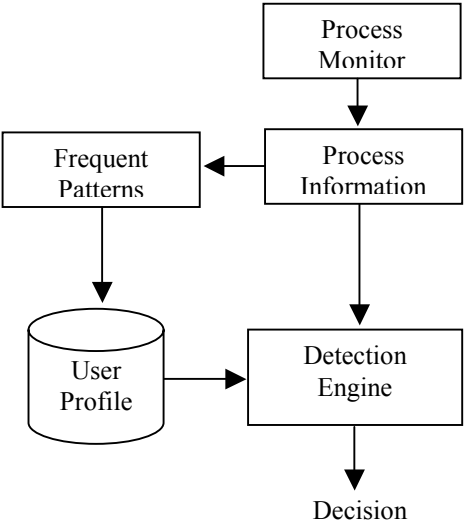 Process
Monitor
Frequent
Patterns
Process
Information
User
Profile
Detection
Engine
Decision